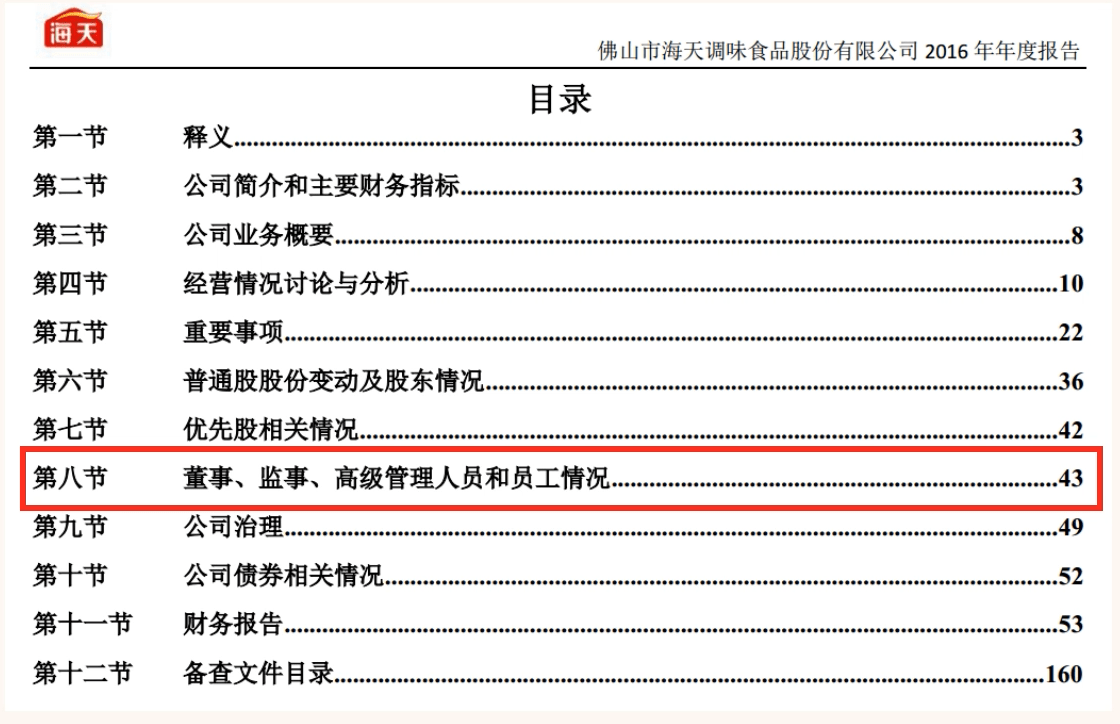 海天
佛山市海天调味食品股份有限公司 2016 年年度报告
目录
第一节 释义........................................3
第二节 公司简介和主要财务指标........................................3
第三节 公司业务概要........................................8
第四节 经营情况讨论与分析........................................10
第五节 重要事项........................................22
第六节 普通股股份变动及股东情况........................................36
第七节 优先股相关情况........................................42
第八节 董事、监事、高级管理人员和员工情况........................................43
第九节 公司治理........................................49
第十节 公司债券相关情况........................................52
第十一节 财务报告........................................53
第十二节 备查文件目录........................................160